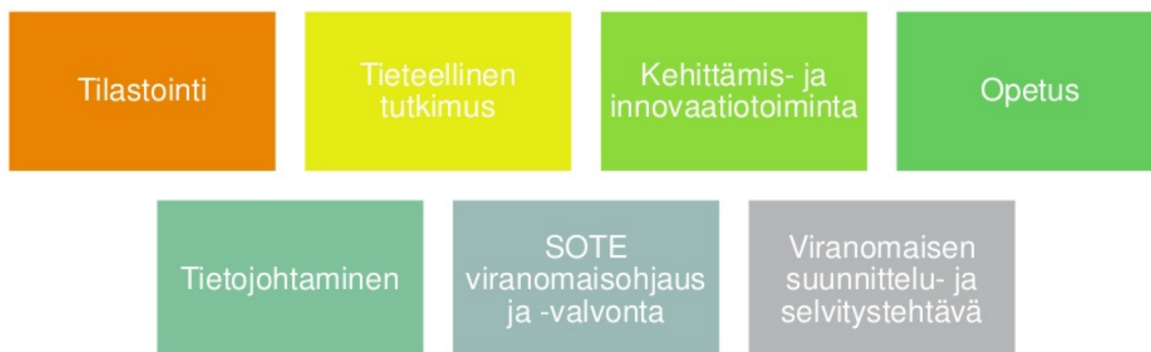 Tilastointi
Tieteellinen
tutkimus
Kehittämis- ja
innovaatiotoiminta
Opetus
Tietojohtaminen
SOTE
viranomaisohjaus
ja -valvonta
Viranomaisen
suunnittelu- ja
selvitystehtävä